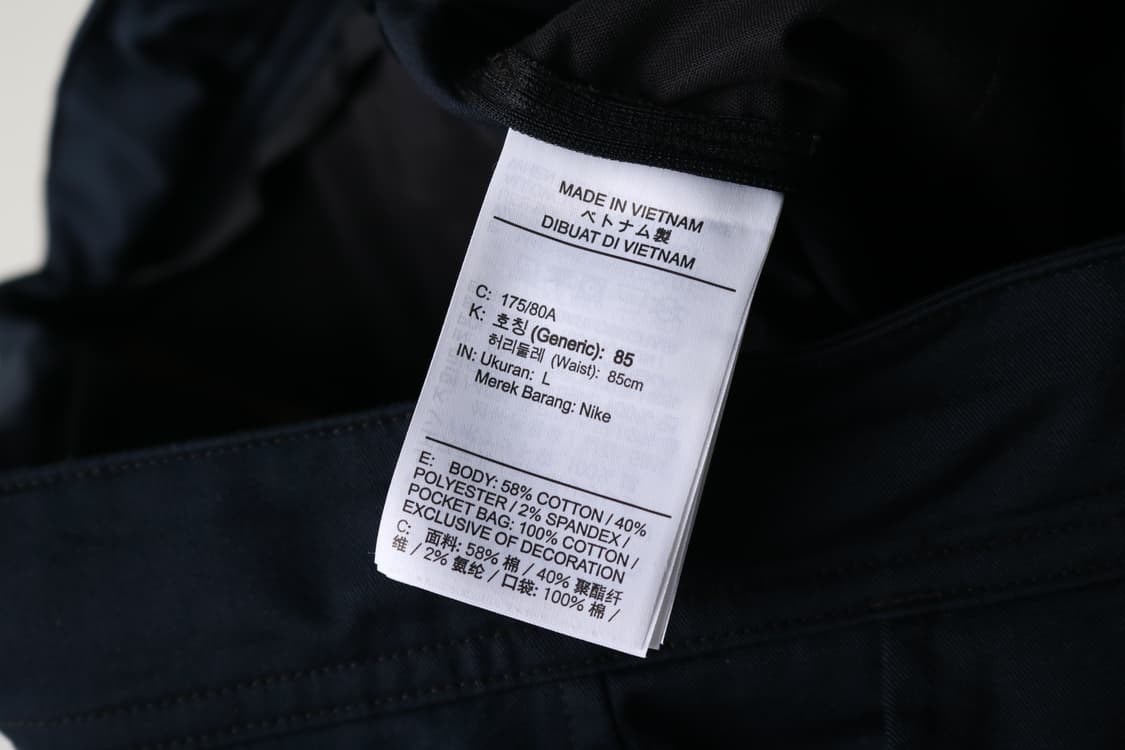 MADE IN VIETNAM
ベトナム製
DIBUAT DI VIETNAM
C: 175/80A
K: 호칭 (Generic): 85
허리둘레 (Waist): 85cm
IN: Ukuran: L
Merek Barang: Nike
E: BODY: 58% COTTON / 40%
POLYESTER / 2% SPANDEX /
POCKET BAG: 100% COTTON /
EXCLUSIVE OF DECORATION
C: 面料: 58% 棉 / 40% 聚酯纤
维 / 2% 氨纶 / 口袋: 100% 棉 /